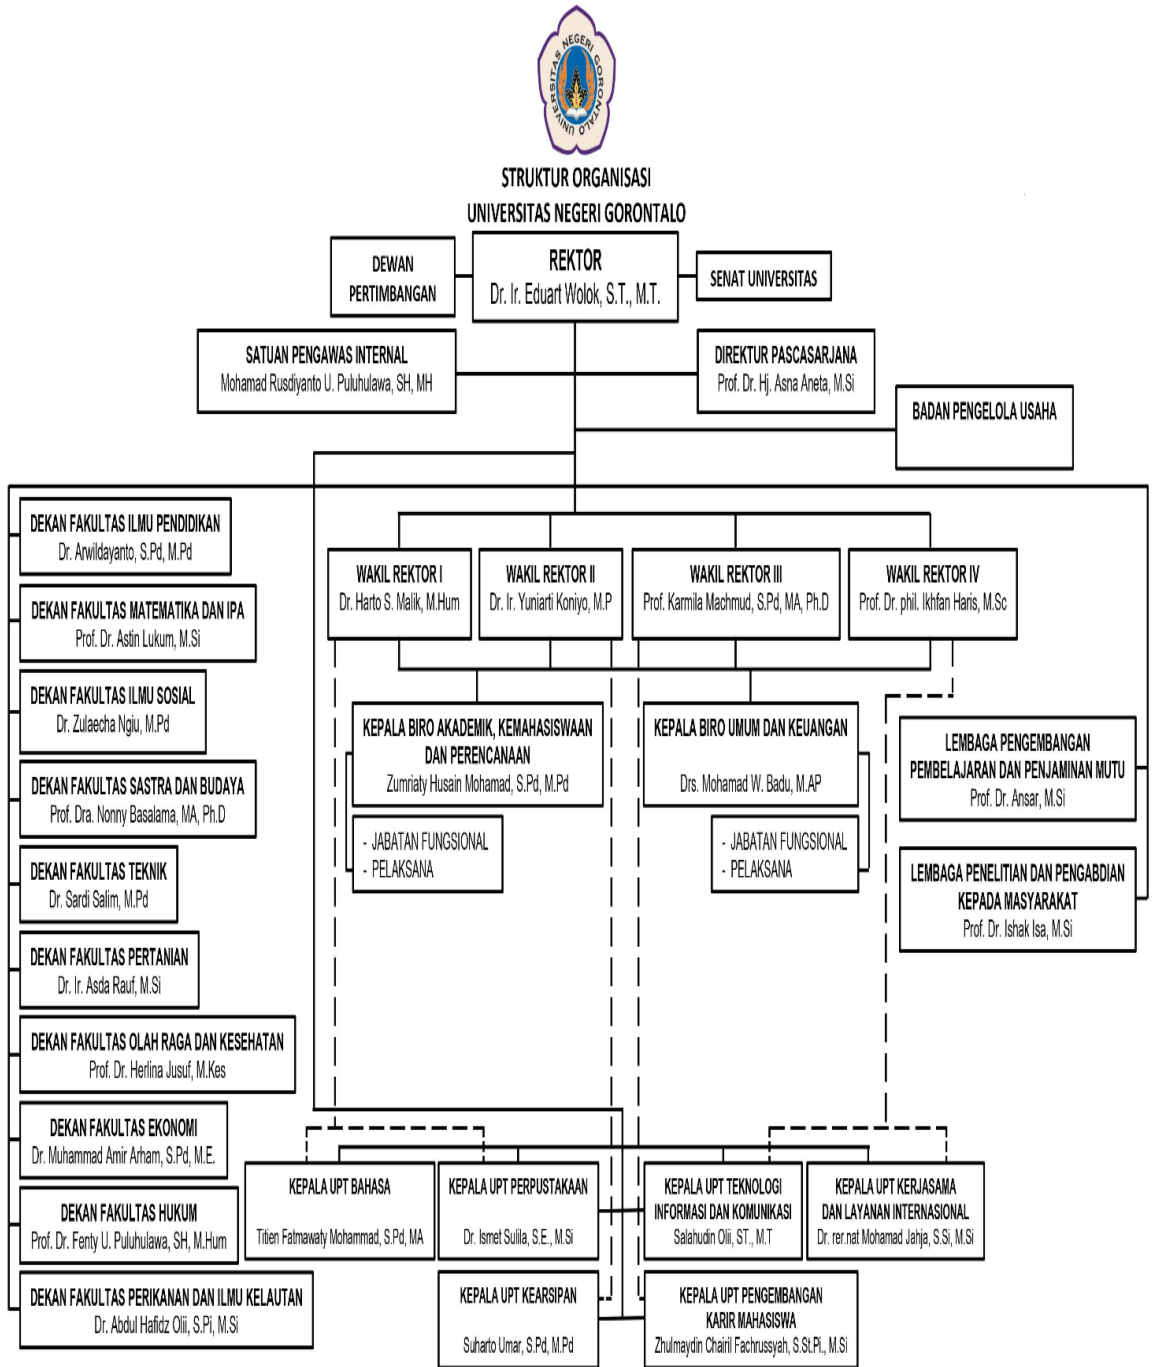 UNIVERSITAS NEGERI GORONTALO
STRUKTUR ORGANISASI
UNIVERSITAS NEGERI GORONTALO
DEWAN
PERTIMBANGAN
REKTOR
Dr. Ir. Eduart Wolok, S.T., M.T.
SENAT UNIVERSITAS
SATUAN PENGAWAS INTERNAL
Mohamad Rusdiyanto U. Puluhulawa, SH, MH
DIREKTUR PASCASARJANA
Prof. Dr. Hj. Asna Aneta, M.Si
BADAN PENGELOLA USAHA
DEKAN FAKULTAS ILMU PENDIDIKAN
Dr. Arwildayanto, S.Pd, M.Pd
DEKAN FAKULTAS MATEMATIKA DAN IPA
Prof. Dr. Astin Lukum, M.Si
DEKAN FAKULTAS ILMU SOSIAL
Dr. Zulaecha Ngiu, M.Pd
DEKAN FAKULTAS SASTRA DAN BUDAYA
Prof. Dra. Nonny Basalama, MA, Ph.D
DEKAN FAKULTAS TEKNIK
Dr. Sardi Salim, M.Pd
DEKAN FAKULTAS PERTANIAN
Dr. Ir. Asda Rauf, M.Si
DEKAN FAKULTAS OLAH RAGA DAN KESEHATAN
Prof. Dr. Herlina Jusuf, M.Kes
DEKAN FAKULTAS EKONOMI
Dr. Muhammad Amir Arham, S.Pd, M.E.
DEKAN FAKULTAS HUKUM
Prof. Dr. Fenty U. Puluhulawa, SH, M.Hum
DEKAN FAKULTAS PERIKANAN DAN ILMU KELAUTAN
Dr. Abdul Hafidz Olii, S.Pi, M.Si
WAKIL REKTOR I
Dr. Harto S. Malik, M.Hum
WAKIL REKTOR II
Dr. Ir. Yuniarti Koniyo, M.P
WAKIL REKTOR III
Prof. Karmila Machmud, S.Pd, MA, Ph.D
WAKIL REKTOR IV
Prof. Dr. phil. Ikhfan Haris, M.Sc
KEPALA BIRO AKADEMIK, KEMAHASISWAAN
DAN PERENCANAAN
Zumriaty Husain Mohamad, S.Pd, M.Pd
- JABATAN FUNGSIONAL
- PELAKSANA
KEPALA BIRO UMUM DAN KEUANGAN
Drs. Mohamad W. Badu, M.AP
- JABATAN FUNGSIONAL
- PELAKSANA
LEMBAGA PENGEMBANGAN
PEMBELAJARAN DAN PENJAMINAN MUTU
Prof. Dr. Ansar, M.Si
LEMBAGA PENELITIAN DAN PENGABDIAN
KEPADA MASYARAKAT
Prof. Dr. Ishak Isa, M.Si
KEPALA UPT BAHASA
Titien Fatmawaty Mohammad, S.Pd, MA
KEPALA UPT PERPUSTAKAAN
Dr. Ismet Sulila, S.E., M.Si
KEPALA UPT TEKNOLOGI
INFORMASI DAN KOMUNIKASI
Salahudin Olii, ST., M.T
KEPALA UPT KERJASAMA
DAN LAYANAN INTERNASIONAL
Dr. rer.nat Mohamad Jahja, S.Si, M.Si
KEPALA UPT KEARSIPAN
Suharto Umar, S.Pd, M.Pd
KEPALA UPT PENGEMBANGAN
KARIR MAHASISWA
Zhulmaydin Chairil Fachrussyah, S.St.Pi., M.Si